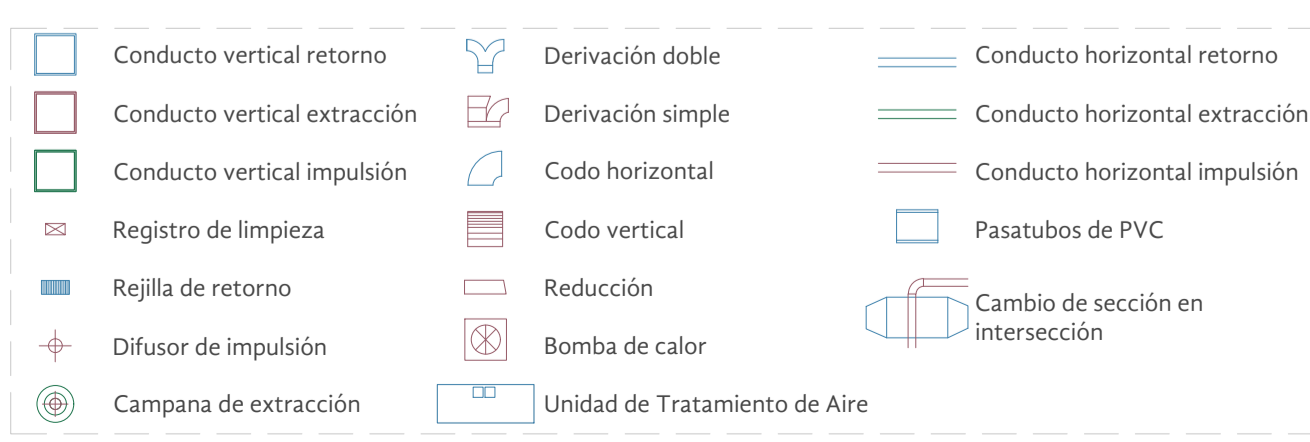 Conducto vertical retorno
Conducto vertical extracción
Conducto vertical impulsión
Registro de limpieza
Rejilla de retorno
Difusor de impulsión
Campana de extracción
Derivación doble
Derivación simple
Codo horizontal
Codo vertical
Reducción
Bomba de calor
Unidad de Tratamiento de Aire
Conducto horizontal retorno
Conducto horizontal extracción
Conducto horizontal impulsión
Pasatubos de PVC
Cambio de sección en
intersección